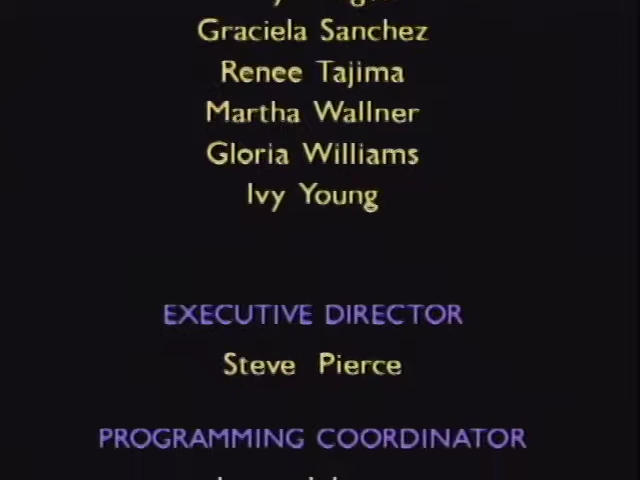 Graciela Sanchez
Renee Tajima
Martha Wallner
Gloria Williams
Ivy Young
EXECUTIVE DIRECTOR
Steve Pierce
PROGRAMMING COORDINATOR